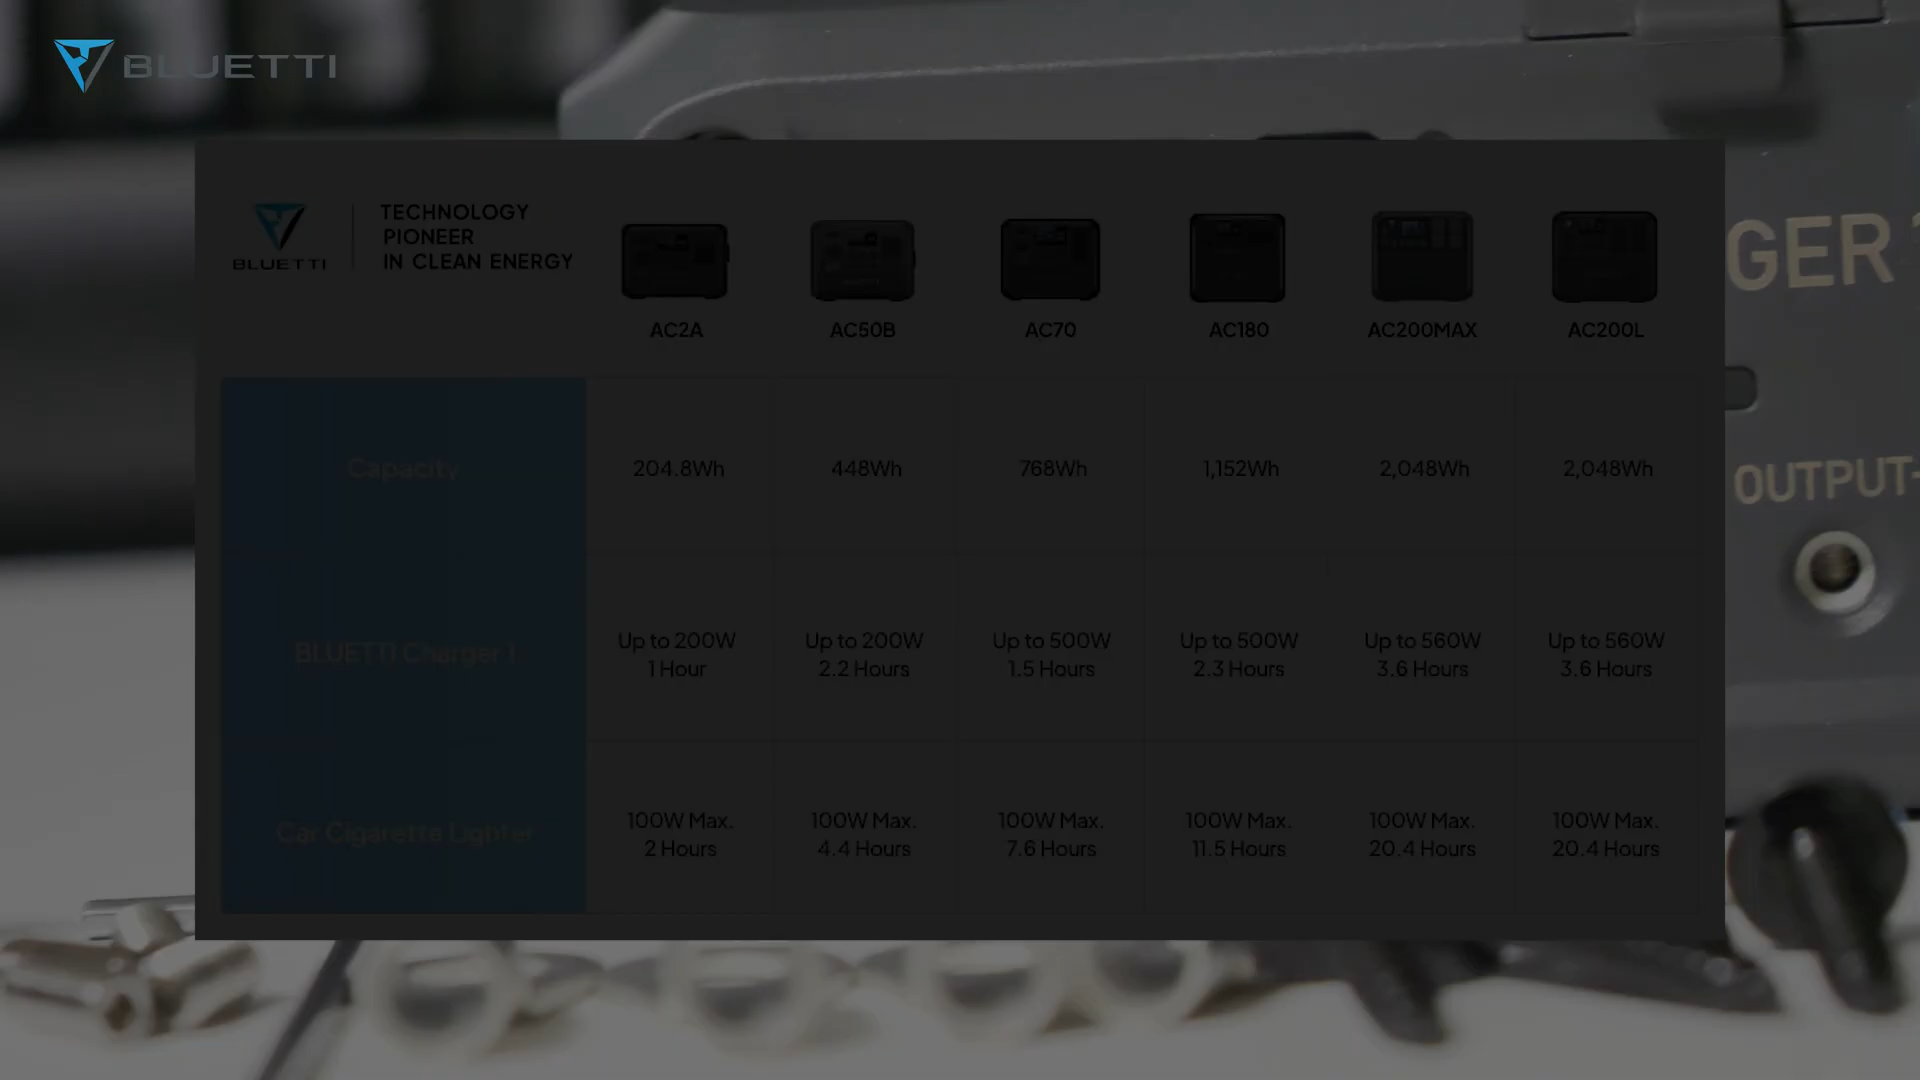 BLUETTI
BLUETTI
TECHNOLOGY
PIONEER
IN CLEAN ENERGY
AC2A AC50B AC70 AC180 AC200MAX AC200L
GER 1
Capacity 204.8Wh 448Wh 768Wh 1,152Wh 2,048Wh 2,048Wh
OUTPUT-
BLUETTI Charger 1
Up to 200W Up to 200W Up to 500W Up to 500W Up to 560W Up to 560W
1 Hour 2.2 Hours 1.5 Hours 2.3 Hours 3.6 Hours 3.6 Hours
Car Cigarette Lighter
100W Max. 100W Max. 100W Max. 100W Max. 100W Max. 100W Max.
2 Hours 4.4 Hours 7.6 Hours 11.5 Hours 20.4 Hours 20.4 Hours